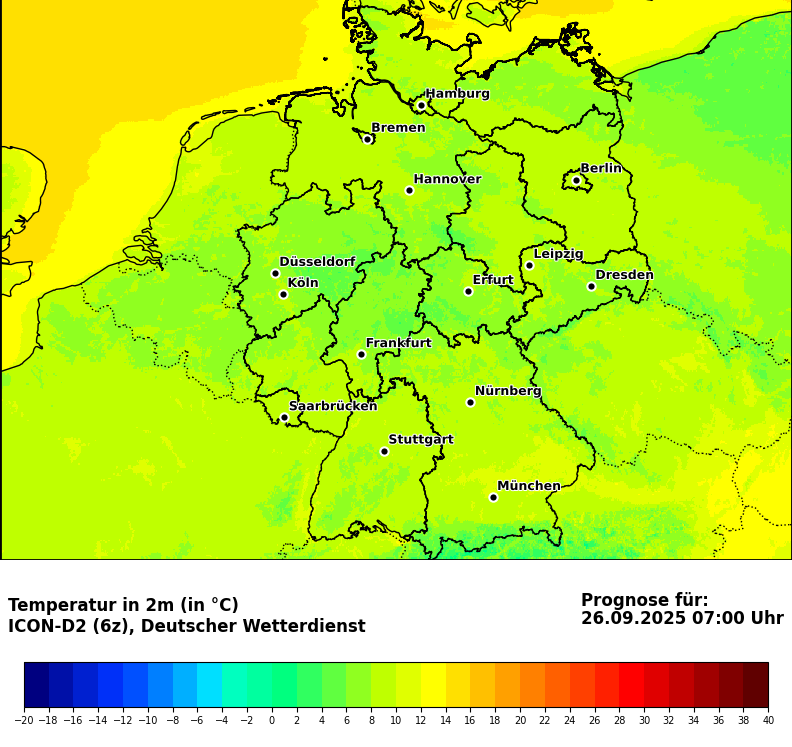 Hamburg
Bremen
Berlin
Hannover
Leipzig
Düsseldorf
Dresden
Köln
Erfurt
Frankfurt
Nürnberg
Saarbrücken
Stuttgart
München
Temperatur in 2m (in °C)
ICON-D2 (6z), Deutscher Wetterdienst
Prognose für:
26.09.2025 07:00 Uhr
−20 −18 −16 −14 −12 −10 −8 −6 −4 −2 0 2 4 6 8 10 12 14 16 18 20 22 24 26 28 30 32 34 36 38 40